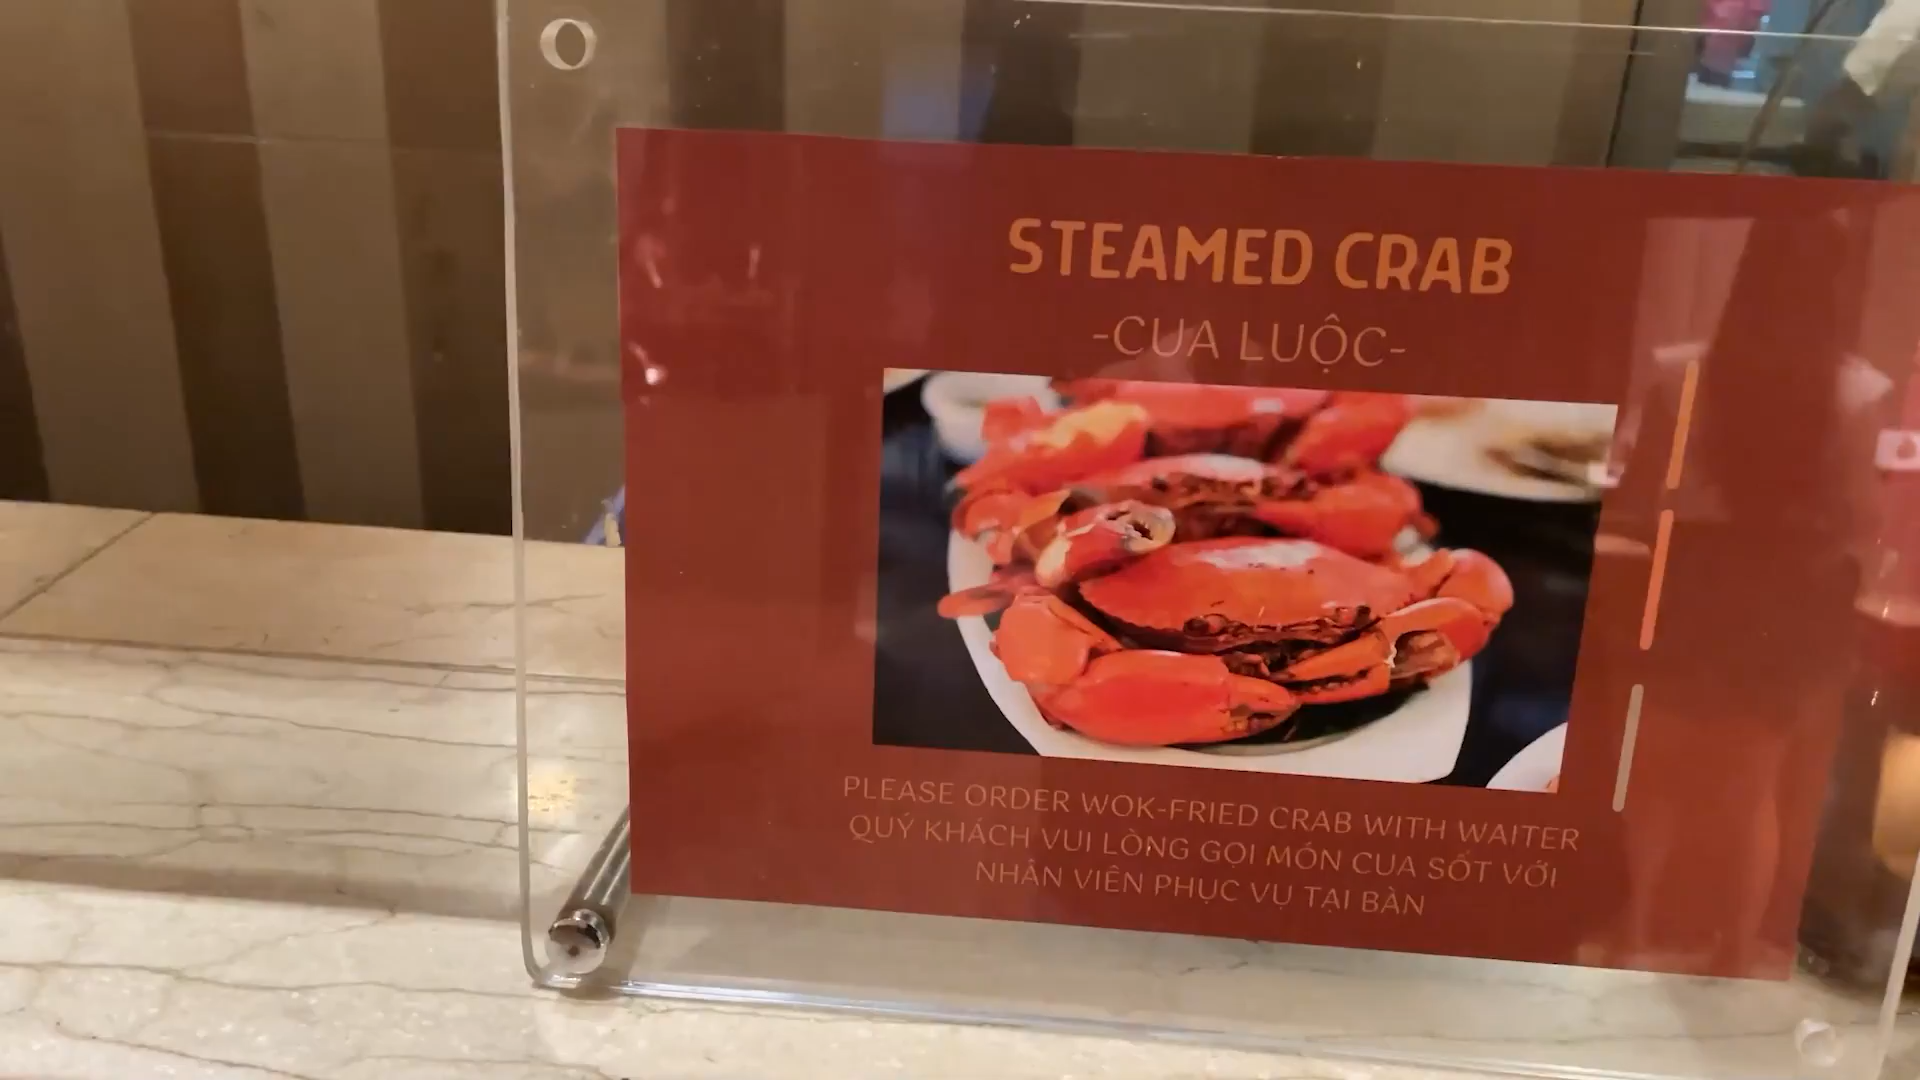 STEAMED CRAB
-CUA LUỘC-
PLEASE ORDER WOK-FRIED CRAB WITH WAITER
QUÝ KHÁCH VUI LÒNG GỌI MÓN CUA SỐT VỚI
NHÂN VIÊN PHỤC VỤ TẠI BÀN